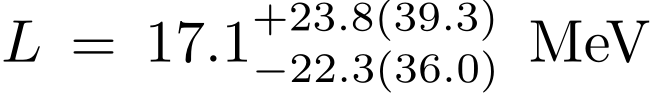 L = 17.1^{+23.8(39.3)}_{-22.3(36.0)} MeV